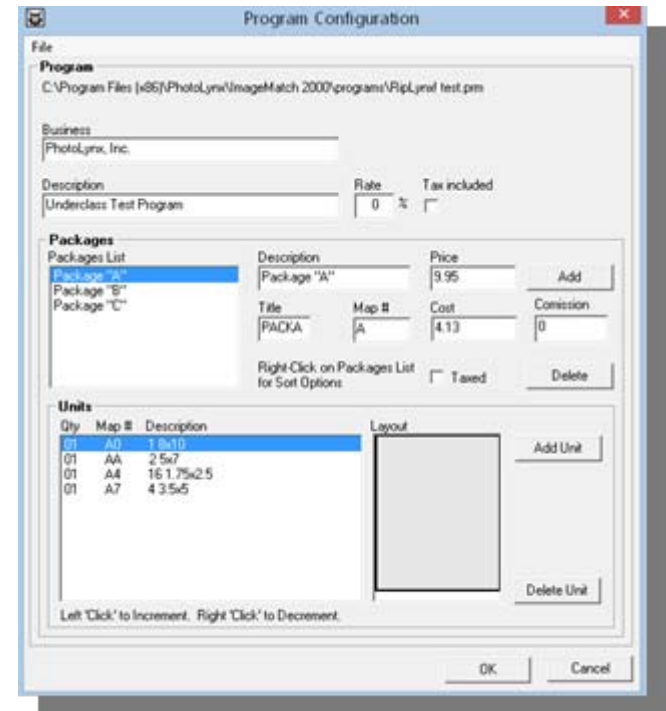 Program Configuration
File
Program
C:\Program Files (x86)\PhotoLynx\ImageMatch 2000\programs\RipLynx! test.prm
Business
PhotoLynx, Inc.
Description Rate Tax included
Underclass Test Program 0 %
Packages
Packages List Description Price
Package "A" Package "A" 9.95 Add
Package "B"
Package "C" Title Map # Cost Comission
PACKA A 4.13 0
Right-Click on Packages List
for Sort Options Taxed Delete
Units
Qty Map # Description Layout
01 A0 1 8x10 Add Unit
01 AA 2 5x7
01 A4 16 1.75x2.5
01 A7 4 3.5x5
Delete Unit
Left 'Click' to Increment. Right 'Click' to Decrement.
OK Cancel